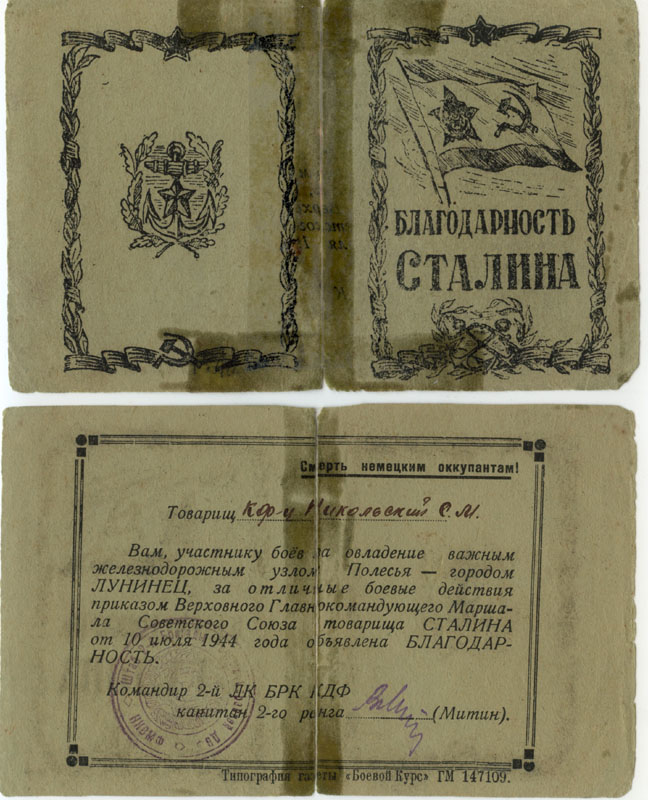 БЛАГОДАРНОСТЬ
СТАЛИНА
Смерть немецким оккупантам!
Товарищ Кф-ц Никольский С. М.
Вам, участнику боёв за овладение важным
железнодорожным узлом Полесья — городом
ЛУНИНЕЦ, за отличные боевые действия
приказом Верховного Главнокомандующего Марша-
ла Советского Союза товарища СТАЛИНА
от 10 июля 1944 года объявлена БЛАГОДАР-
НОСТЬ.
Командир 2-й ДК БРК КДФ
капитан 2-го ранга (Митин).
Типография газеты «Боевой Курс» ГМ 147109.